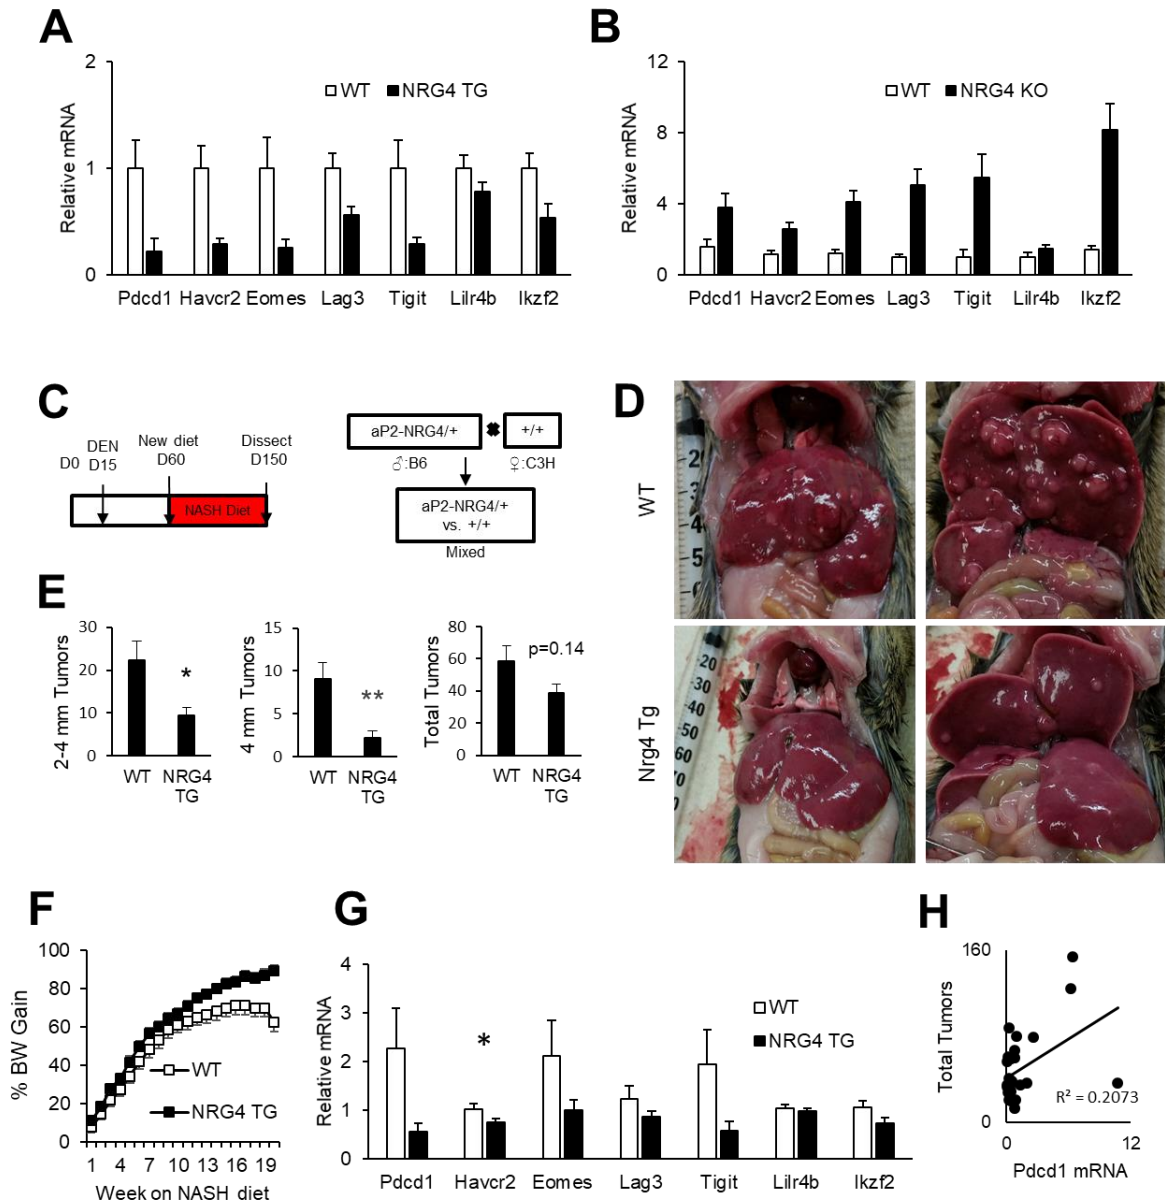 A
2
1
0
Relative mRNA
WT
NRG4 TG
Pdcd1 Havcr2 Eomes Lag3 Tigit Lilr4b Ikzf2
B
12
8
4
0
Relative mRNA
WT
NRG4 KO
Pdcd1 Havcr2 Eomes Lag3 Tigit Lilr4b Ikzf2
C
D0
DEN
D15
New diet
D60
Dissect
D150
NASH Diet
aP2-NRG4/+
+/+
♂:B6
♀:C3H
aP2-NRG4/+
vs. +/+
Mixed
D
WT
Nrg4 Tg
20
30
40
50
60
70
E
30
20
10
0
2-4 mm Tumors
*
WT
NRG4
TG
15
10
5
0
4 mm Tumors
**
WT
NRG4
TG
80
60
40
20
0
Total Tumors
p=0.14
WT
NRG4
TG
F
100
80
60
40
20
0
% BW Gain
WT
NRG4 TG
1 4 7 10 13 16 19
Week on NASH diet
G
4
3
2
1
0
Relative mRNA
*
WT
NRG4 TG
Pdcd1 Havcr2 Eomes Lag3 Tigit Lilr4b Ikzf2
H
160
0
Total Tumors
R² = 0.2073
0 12
Pdcd1 mRNA